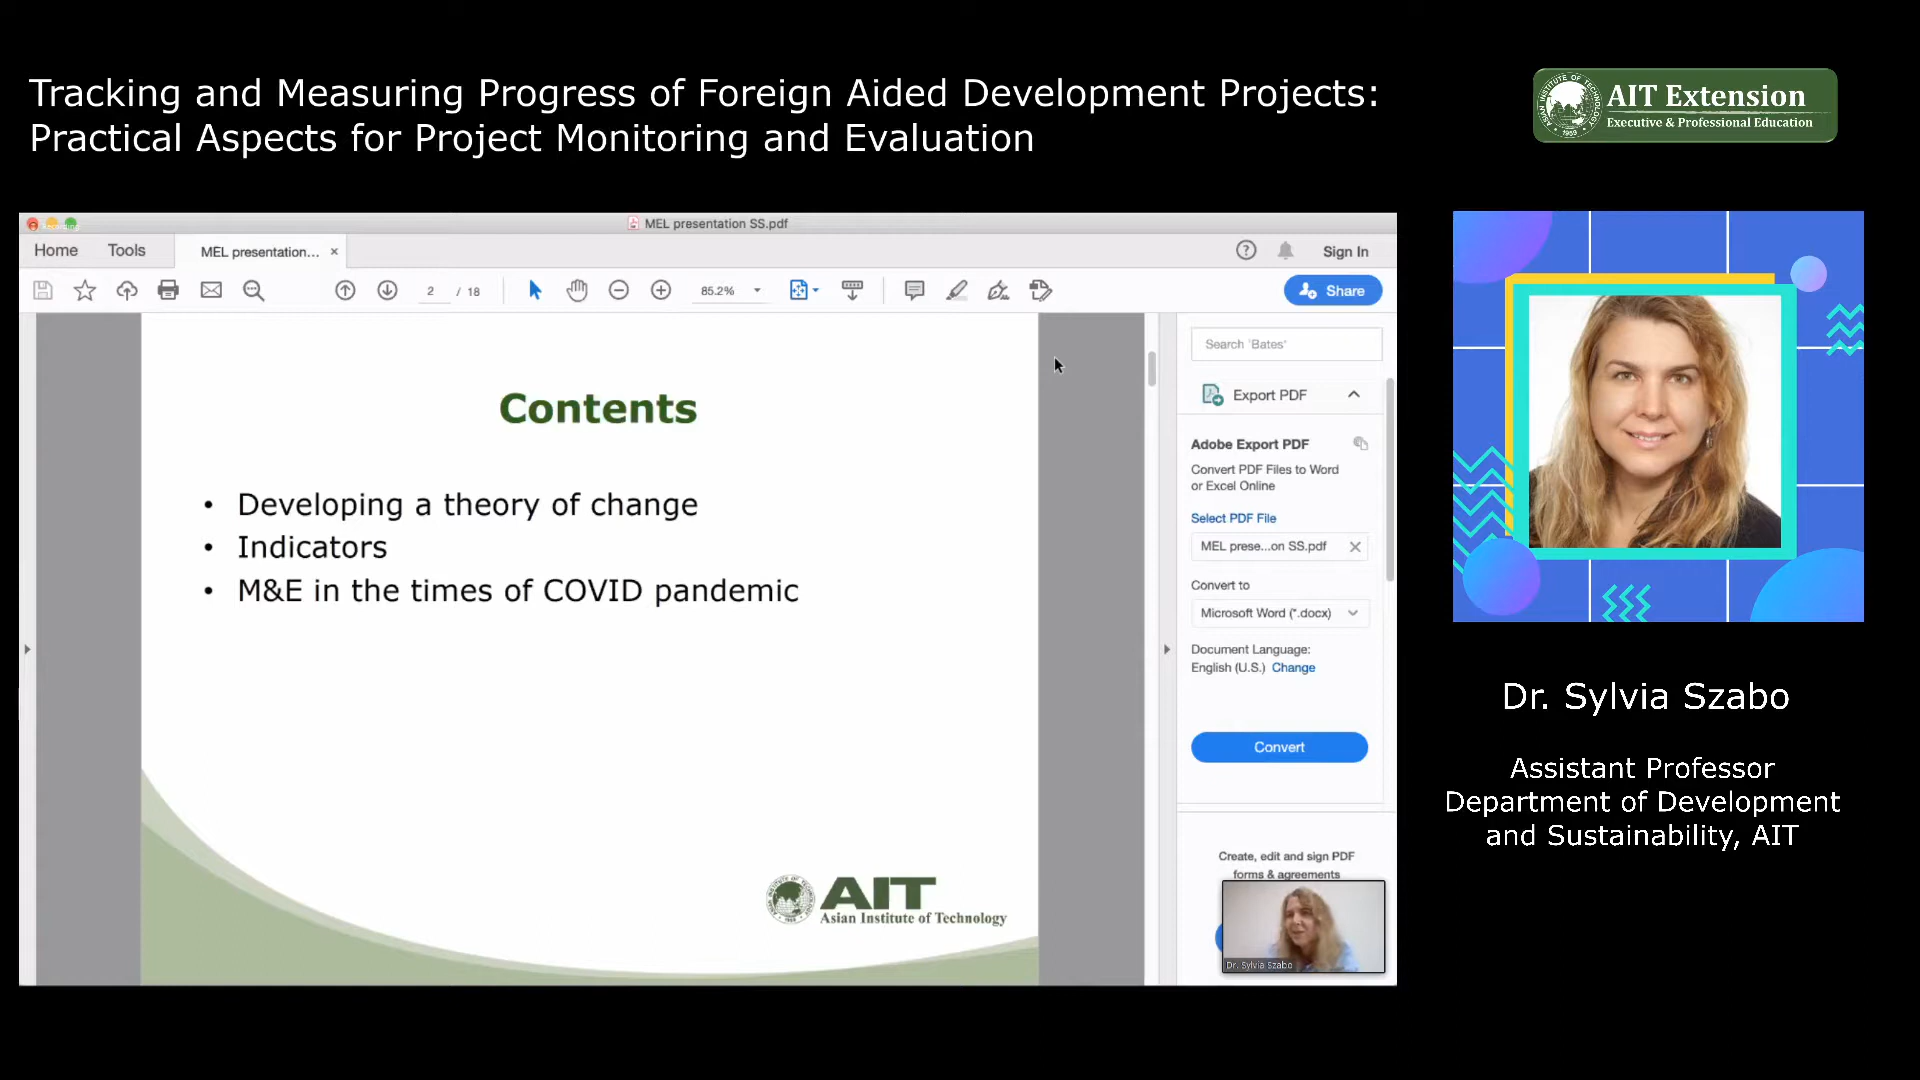 Tracking and Measuring Progress of Foreign Aided Development Projects:
Practical Aspects for Project Monitoring and Evaluation
ASIAN INSTITUTE OF TECHNOLOGY
1959
AIT Extension
Executive & Professional Education
MEL presentation SS.pdf
Home
Tools
MEL presentation... ×
Sign In
2 / 18
85.2%
Share
Contents
• Developing a theory of change
• Indicators
• M&E in the times of COVID pandemic
AIT
Asian Institute of Technology
Search 'Bates'
Export PDF
Adobe Export PDF
Convert PDF Files to Word
or Excel Online
Select PDF File
MEL prese...on SS.pdf
Convert to
Microsoft Word (*.docx)
Document Language:
English (U.S.) Change
Convert
Create, edit and sign PDF
forms & agreements
Dr. Sylvia Szabo
Dr. Sylvia Szabo
Assistant Professor
Department of Development
and Sustainability, AIT